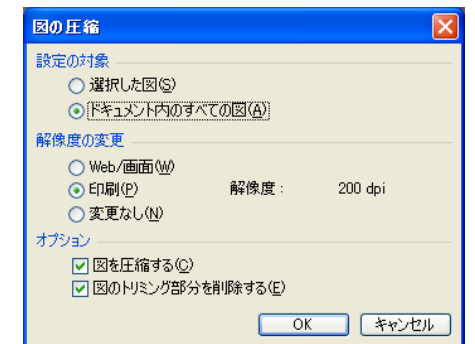 図の圧縮
設定の対象
選択した図(S)
ドキュメント内のすべての図(A)
解像度の変更
Web/画面(W)
印刷(P) 解像度: 200 dpi
変更なし(N)
オプション
図を圧縮する(C)
図のトリミング部分を削除する(E)
OK キャンセル